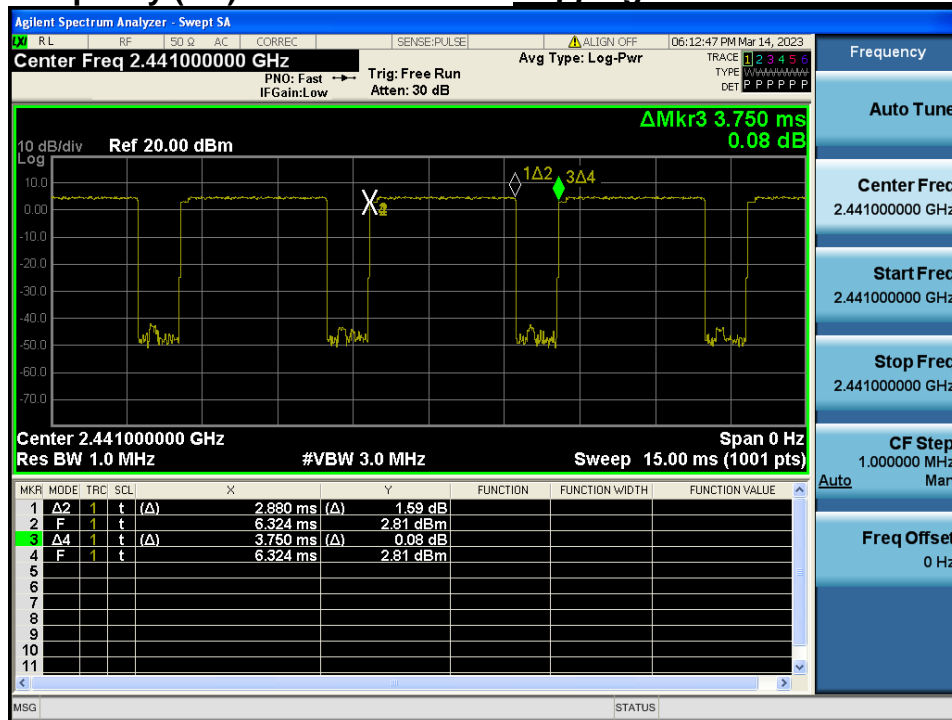 Agilent Spectrum Analyzer - Swept SA
LXI RL RF 50 Ω AC CORREC SENSE:PULSE ALIGN OFF 06:12:47 PM Mar 14, 2023
Center Freq 2.441000000 GHz
PNO: Fast
IFGain:Low
Trig: Free Run
Atten: 30 dB
Avg Type: Log-Pwr
TRACE 1 2 3 4 5 6
TYPE
DET P P P P P P
ΔMkr3 3.750 ms
0.08 dB
10 dB/div Ref 20.00 dBm
Log
10.0
0.00
-10.0
-20.0
-30.0
-40.0
-50.0
-60.0
-70.0
1Δ2
3Δ4
Center 2.441000000 GHz Span 0 Hz
Res BW 1.0 MHz #VBW 3.0 MHz Sweep 15.00 ms (1001 pts)
MKR MODE TRC SCL X Y FUNCTION FUNCTION WIDTH FUNCTION VALUE
1 Δ2 1 t (Δ) 2.880 ms (Δ) 1.59 dB
2 F 1 t 6.324 ms 2.81 dBm
3 Δ4 1 t (Δ) 3.750 ms (Δ) 0.08 dB
4 F 1 t 6.324 ms 2.81 dBm
5
6
7
8
9
10
11
MSG STATUS
Frequency
Auto Tune
Center Freq
2.441000000 GHz
Start Freq
2.441000000 GHz
Stop Freq
2.441000000 GHz
CF Step
1.000000 MHz
Auto Man
Freq Offset
0 Hz